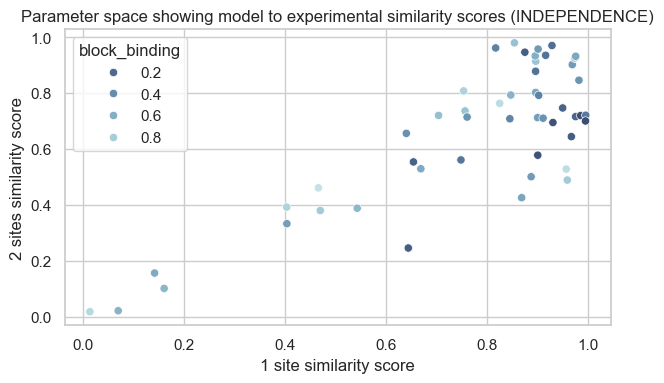 Parameter space showing model to experimental similarity scores (INDEPENDENCE)
block_binding
0.2
0.4
0.6
0.8
2 sites similarity score
1.0
0.8
0.6
0.4
0.2
0.0
0.0 0.2 0.4 0.6 0.8 1.0
1 site similarity score